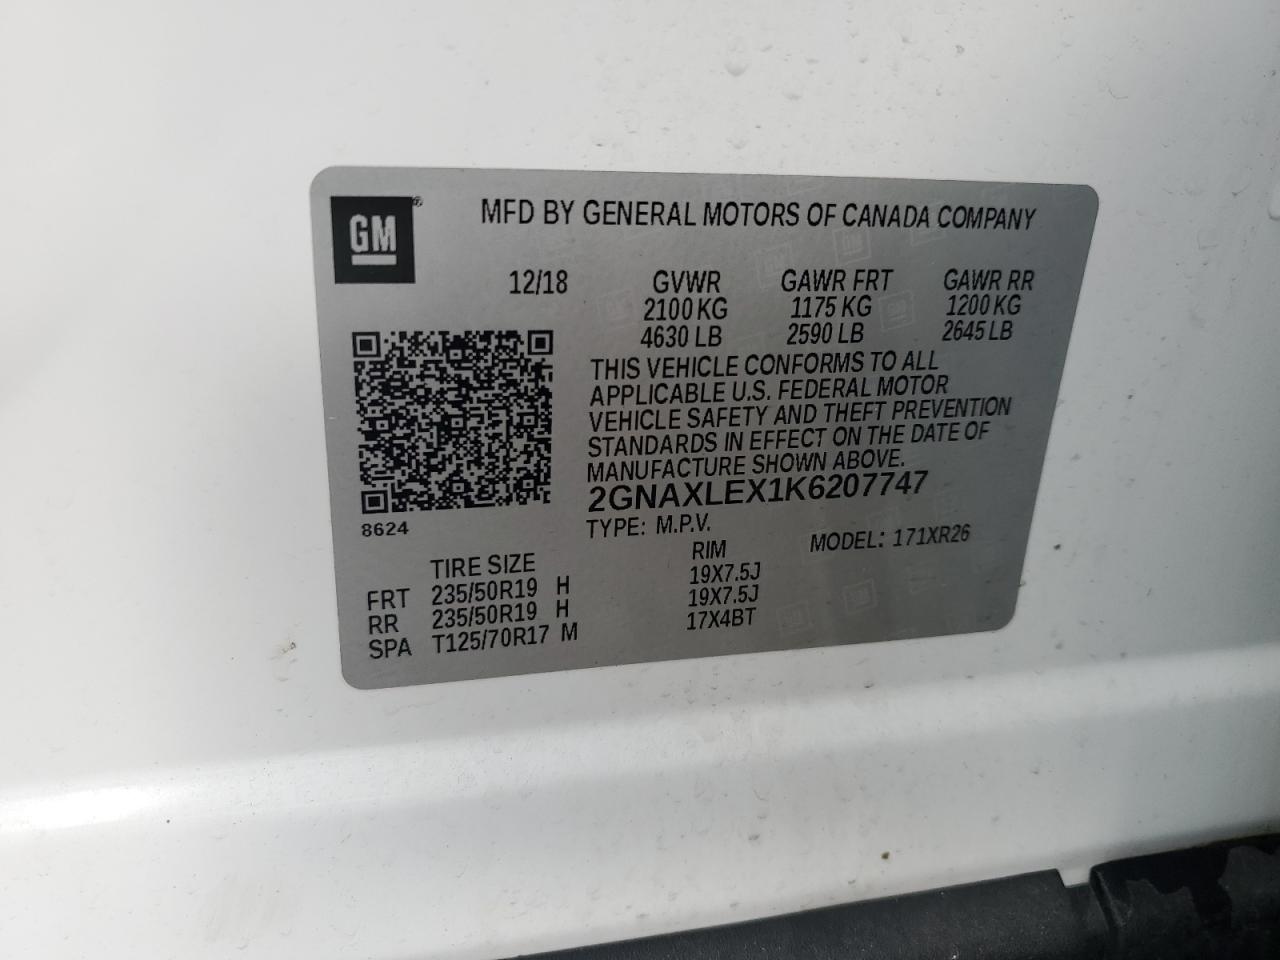 GM®
MFD BY GENERAL MOTORS OF CANADA COMPANY
12/18 GVWR GAWR FRT GAWR RR
2100 KG 1175 KG 1200 KG
4630 LB 2590 LB 2645 LB
THIS VEHICLE CONFORMS TO ALL
APPLICABLE U.S. FEDERAL MOTOR
VEHICLE SAFETY AND THEFT PREVENTION
STANDARDS IN EFFECT ON THE DATE OF
MANUFACTURE SHOWN ABOVE.
2GNAXLEX1K6207747
8624
TYPE: M.P.V. MODEL: 171XR26
TIRE SIZE RIM
FRT 235/50R19 H 19X7.5J
RR 235/50R19 H 19X7.5J
SPA T125/70R17 M 17X4BT